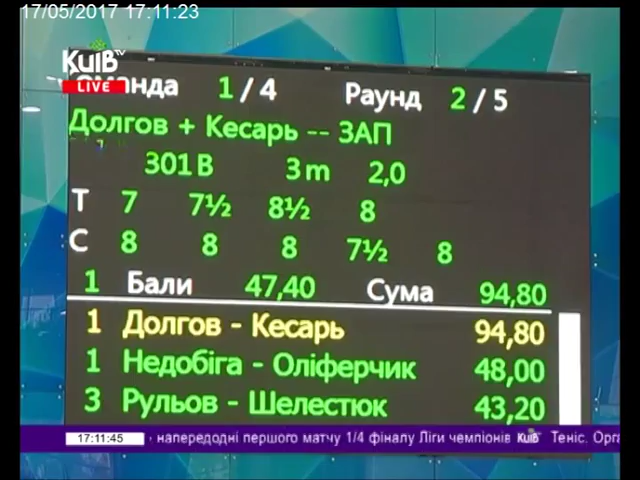 17/05/2017 17:11:23
КиЇВ TV
LIVE
манда 1 / 4 Раунд 2 / 5
Долгов + Кесарь -- ЗАП
301B 3m 2,0
T 7 7½ 8½ 8
C 8 8 8 7½ 8
1 Бали 47,40 Сума 94,80
1 Долгов - Кесарь 94,80
1 Недобіга - Оліферчик 48,00
3 Рульов - Шелестюк 43,20
17:11:45 напередодні першого матчу 1/4 фіналу Ліги чемпіонів КиЇВ Теніс. Орга